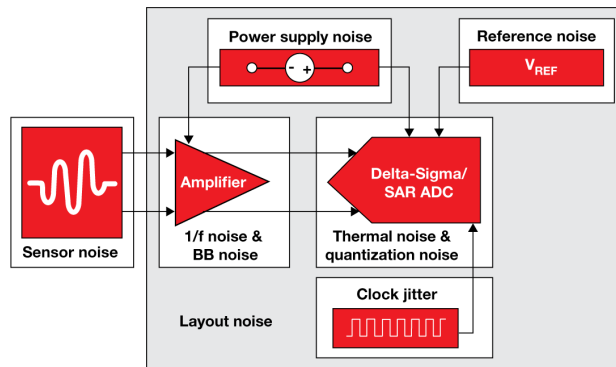 Power supply noise
- +
Reference noise
VREF
Amplifier
Delta-Sigma/
SAR ADC
Sensor noise
1/f noise &
BB noise
Thermal noise &
quantization noise
Clock jitter
Layout noise